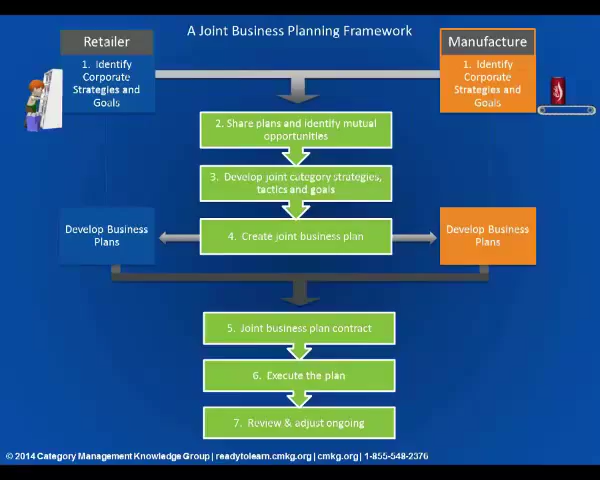 A Joint Business Planning Framework
Retailer
1. Identify
Corporate
Strategies and
Goals
Manufacture
1. Identify
Corporate
Strategies and
Goals
2. Share plans and identify mutual
opportunities
3. Develop joint category strategies,
tactics and goals
Develop Business
Plans
4. Create joint business plan
Develop Business
Plans
5. Joint business plan contract
6. Execute the plan
7. Review & adjust ongoing
© 2014 Category Management Knowledge Group | readytolearn.cmkg.org | cmkg.org | 1-855-548-2376